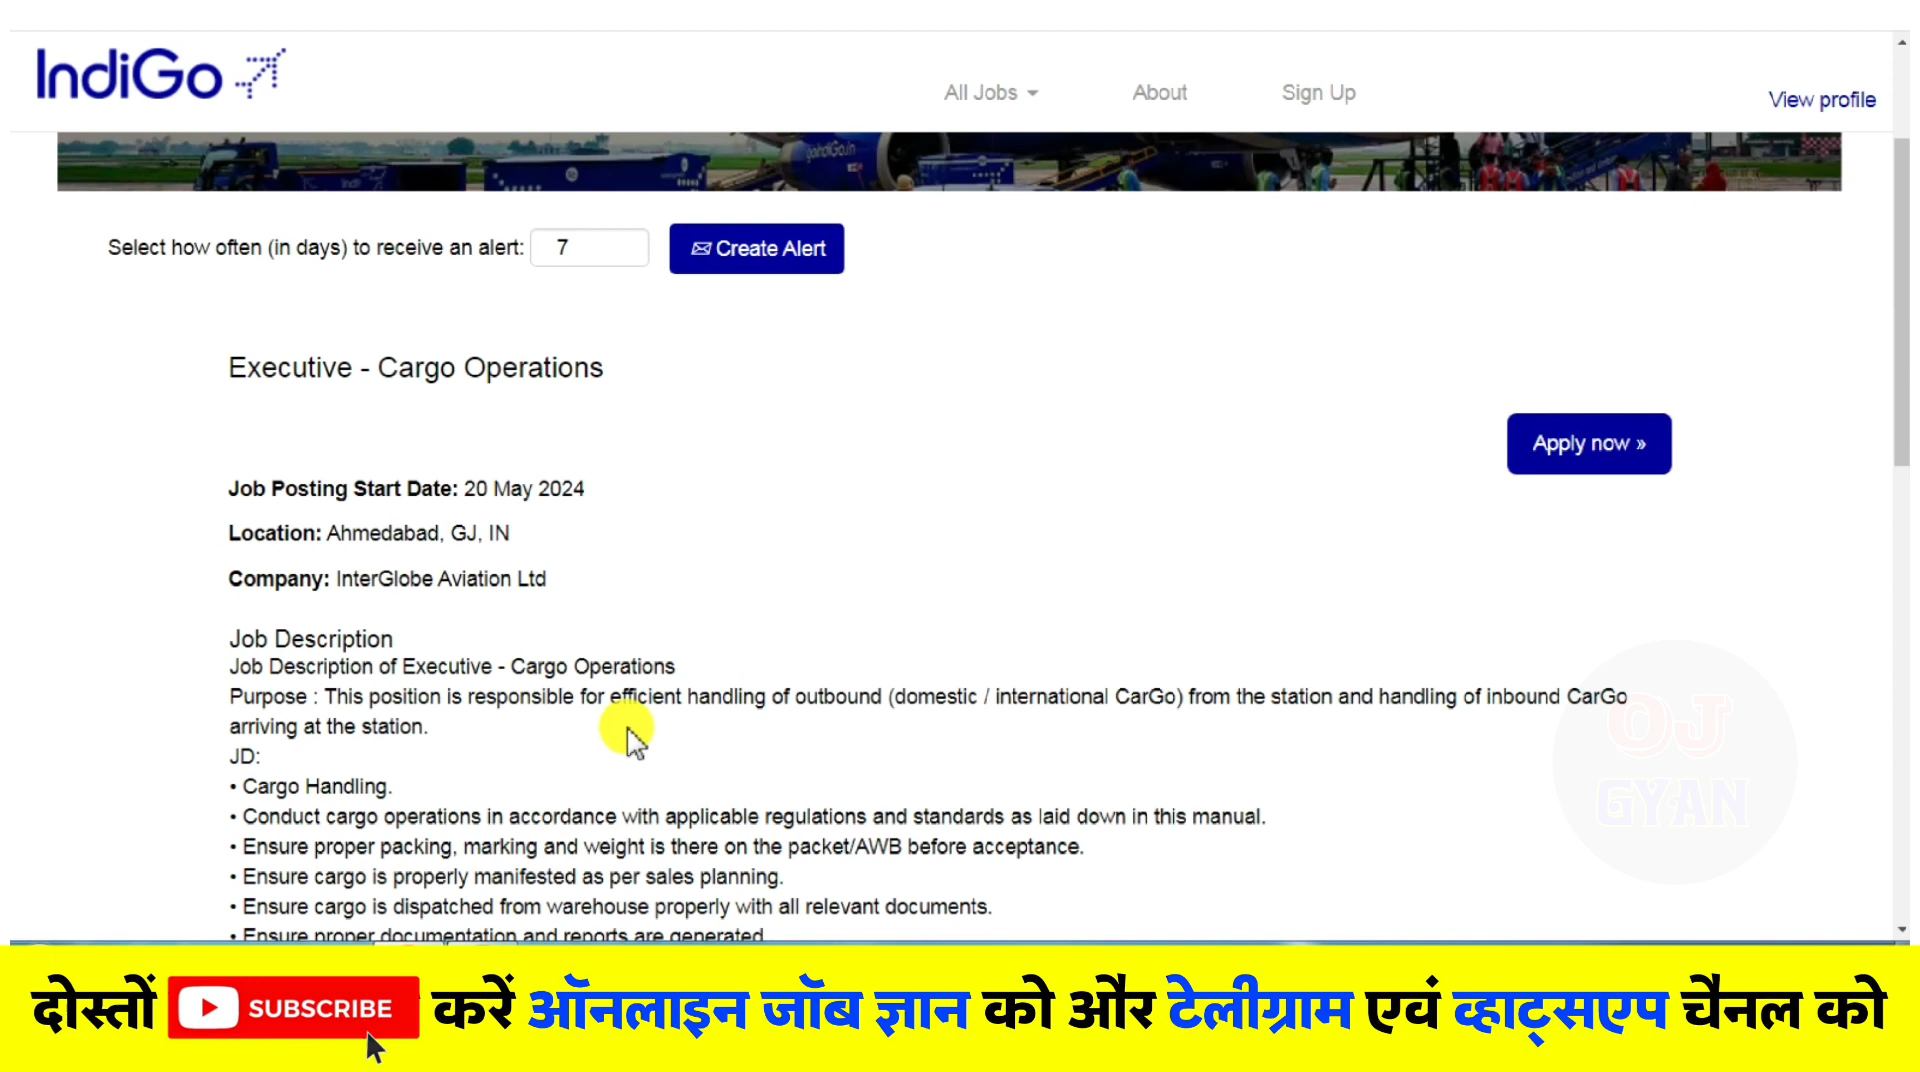 IndiGo
All Jobs
About
Sign Up
View profile
goIndiGo.in
Select how often (in days) to receive an alert: 7
Create Alert
Executive - Cargo Operations
Apply now »
Job Posting Start Date: 20 May 2024
Location: Ahmedabad, GJ, IN
Company: InterGlobe Aviation Ltd
Job Description
Job Description of Executive - Cargo Operations
Purpose : This position is responsible for efficient handling of outbound (domestic / international CarGo) from the station and handling of inbound CarGo
arriving at the station.
JD:
• Cargo Handling.
• Conduct cargo operations in accordance with applicable regulations and standards as laid down in this manual.
• Ensure proper packing, marking and weight is there on the packet/AWB before acceptance.
• Ensure cargo is properly manifested as per sales planning.
• Ensure cargo is dispatched from warehouse properly with all relevant documents.
• Ensure proper documentation and reports are generated
OJ
GYAN
दोस्तों SUBSCRIBE करें ऑनलाइन जॉब ज्ञान को और टेलीग्राम एवं व्हाट्सएप चैनल को